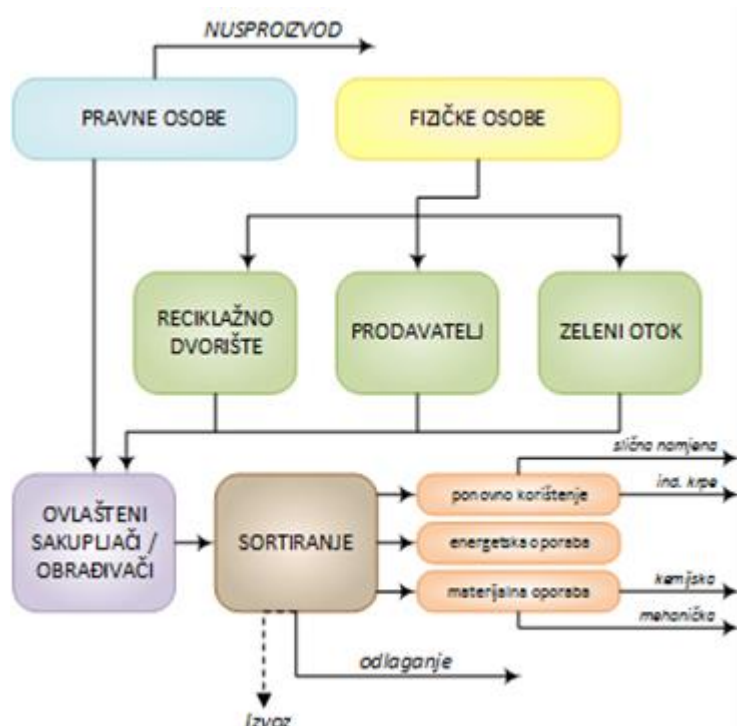 NUSPROIZVOD
PRAVNE OSOBE
FIZIČKE OSOBE
RECIKLAŽNO
DVORIŠTE
PRODAVATELJ
ZELENI OTOK
slična namjena
ind. krpe
OVLAŠTENI
SAKUPLJAČI /
OBRAĐIVAČI
SORTIRANJE
ponovno korištenje
energetska oporaba
materijalna oporaba
kemijska
mehanička
odlaganje
Izvoz